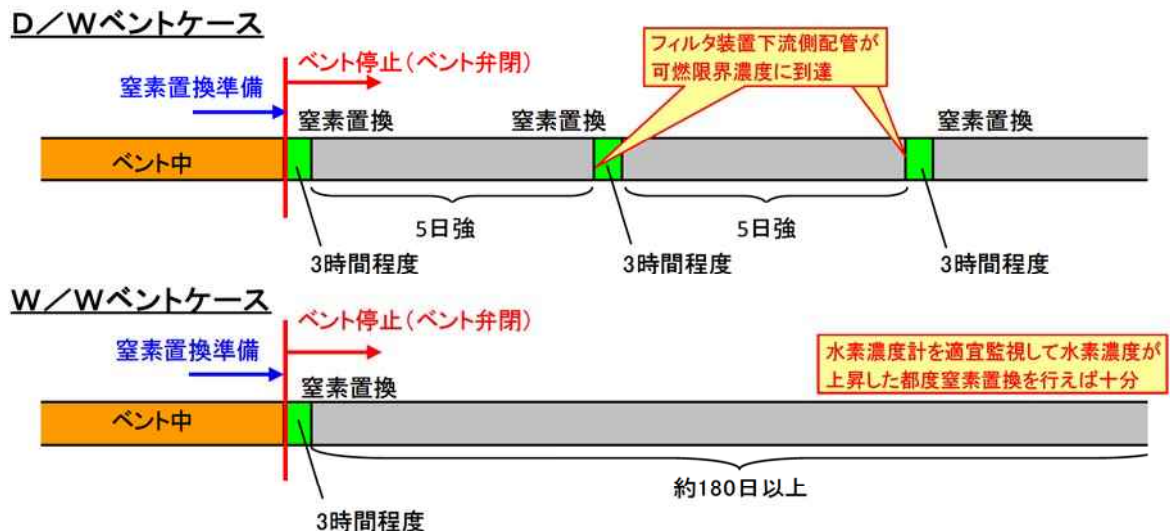 D/Wベントケース
ベント停止(ベント弁閉)
窒素置換準備
フィルタ装置下流側配管が
可燃限界濃度に到達
窒素置換
窒素置換
窒素置換
ベント中
5日強
5日強
3時間程度
3時間程度
3時間程度
W/Wベントケース
ベント停止(ベント弁閉)
窒素置換準備
水素濃度計を適宜監視して水素濃度が
上昇した都度窒素置換を行えば十分
窒素置換
ベント中
約180日以上
3時間程度